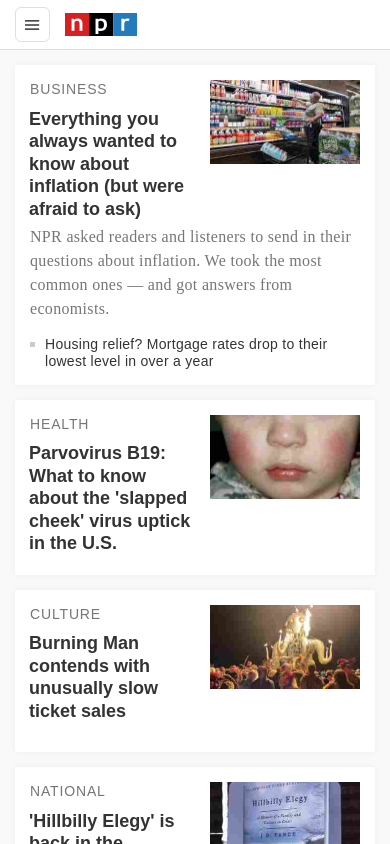 npr
BUSINESS
Everything you
always wanted to
know about
inflation (but were
afraid to ask)
NPR asked readers and listeners to send in their
questions about inflation. We took the most
common ones — and got answers from
economists.
Housing relief? Mortgage rates drop to their
lowest level in over a year
HEALTH
Parvovirus B19:
What to know
about the 'slapped
cheek' virus uptick
in the U.S.
CULTURE
Burning Man
contends with
unusually slow
ticket sales
NATIONAL
'Hillbilly Elegy' is
back in the
Hillbilly Elegy
J. D. VANCE